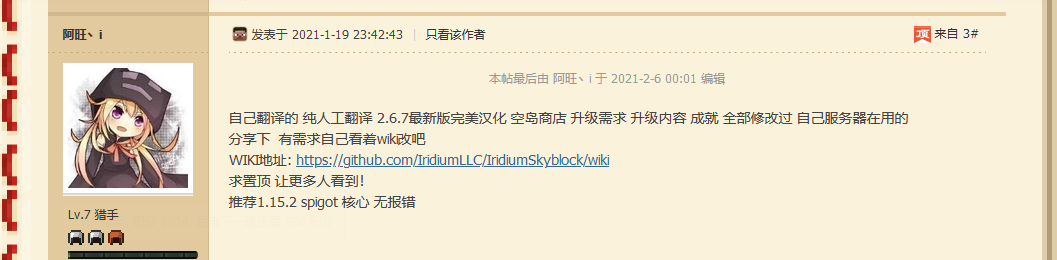 阿旺丶i
发表于 2021-1-19 23:42:43 | 只看该作者
顶 来自 3#
本帖最后由 阿旺丶i 于 2021-2-6 00:01 编辑
自己翻译的 纯人工翻译 2.6.7最新版完美汉化 空岛商店 升级需求 升级内容 成就 全部修改过 自己服务器在用的
分享下 有需求自己看着wiki改吧
WIKI地址: https://github.com/IridiumLLC/IridiumSkyblock/wiki
求置顶 让更多人看到!
推荐1.15.2 spigot 核心 无报错
Lv.7 猎手